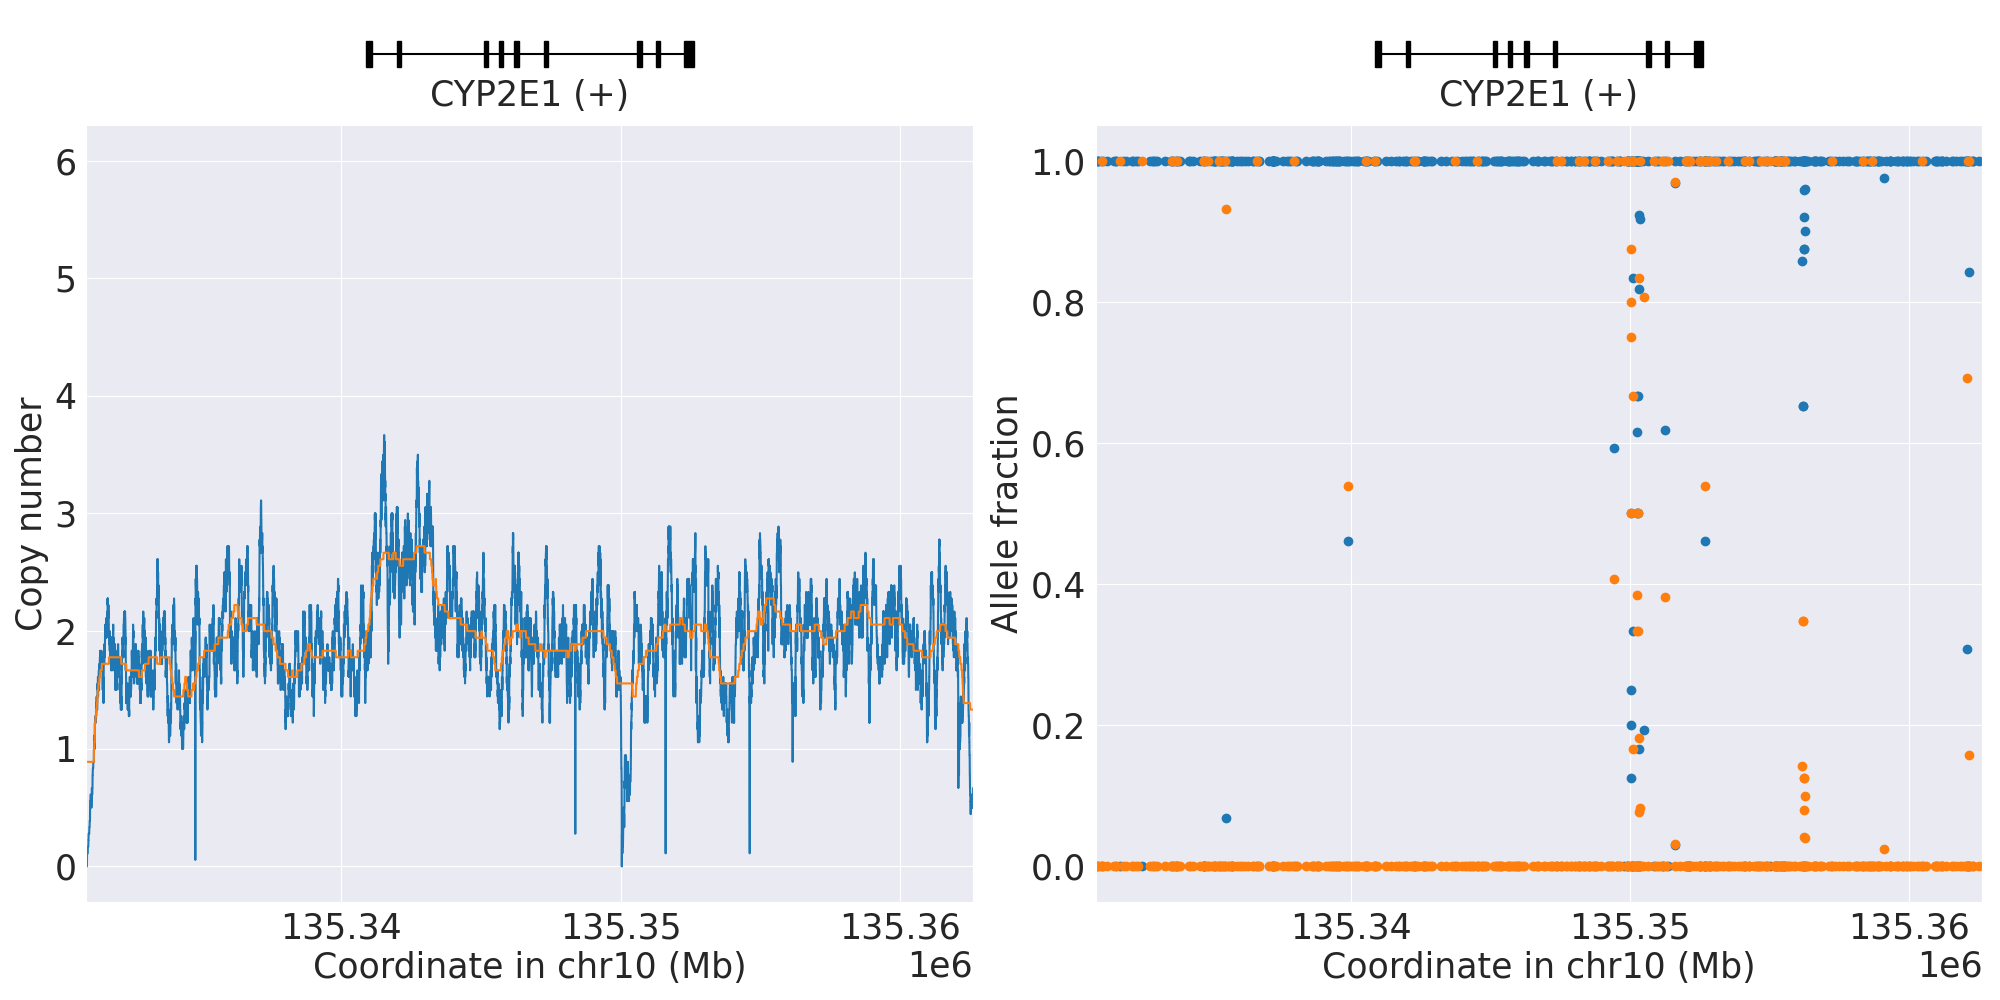 CYP2E1 (+)
6
5
4
3
2
1
0
Copy number
135.34 135.35 135.36
Coordinate in chr10 (Mb)
1e6
CYP2E1 (+)
1.0
0.8
0.6
0.4
0.2
0.0
Allele fraction
135.34 135.35 135.36
Coordinate in chr10 (Mb)
1e6